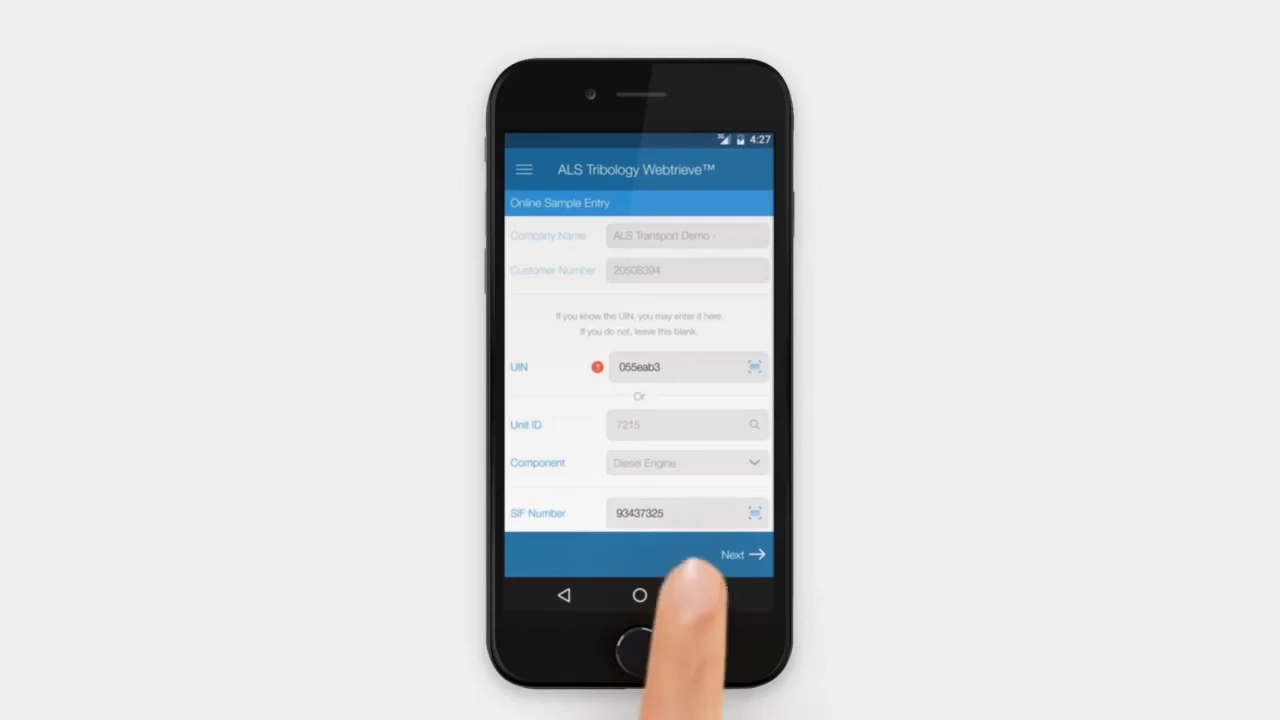 3G 4:27
ALS Tribology Webtrieve™
Online Sample Entry
Company Name ALS Transport Demo -
Customer Number 20508394
If you know the UIN, you may enter it here.
If you do not, leave this blank.
UIN ? 055eab3
Or
Unit ID 7215
Component Diesel Engine
SIF Number 93437325
Next